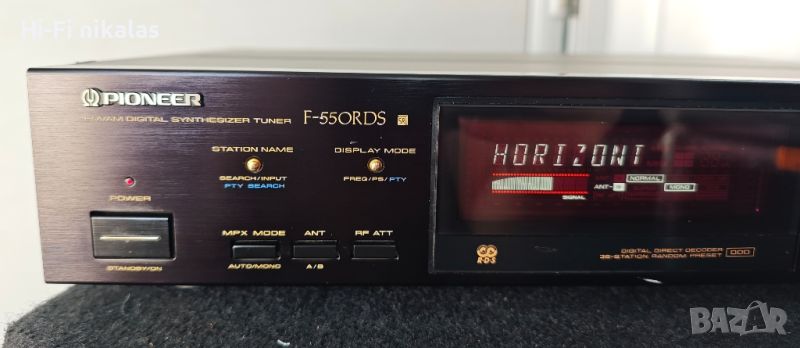 Hi-Fi nikalas
PIONEER
FM/AM DIGITAL SYNTHESIZER TUNER F-550RDS
STATION NAME
DISPLAY MODE
SEARCH/INPUT
PTY SEARCH
FREQ/PS/PTY
HORIZONT
SIGNAL
ANT-
NORMAL
MONO
POWER
STANDBY/ON
MPX MODE
ANT
RF ATT
AUTO/MONO
A/B
R·D·S
DIGITAL DIRECT DECODER
36-STATION RANDOM PRESET
DDD
BAZAR